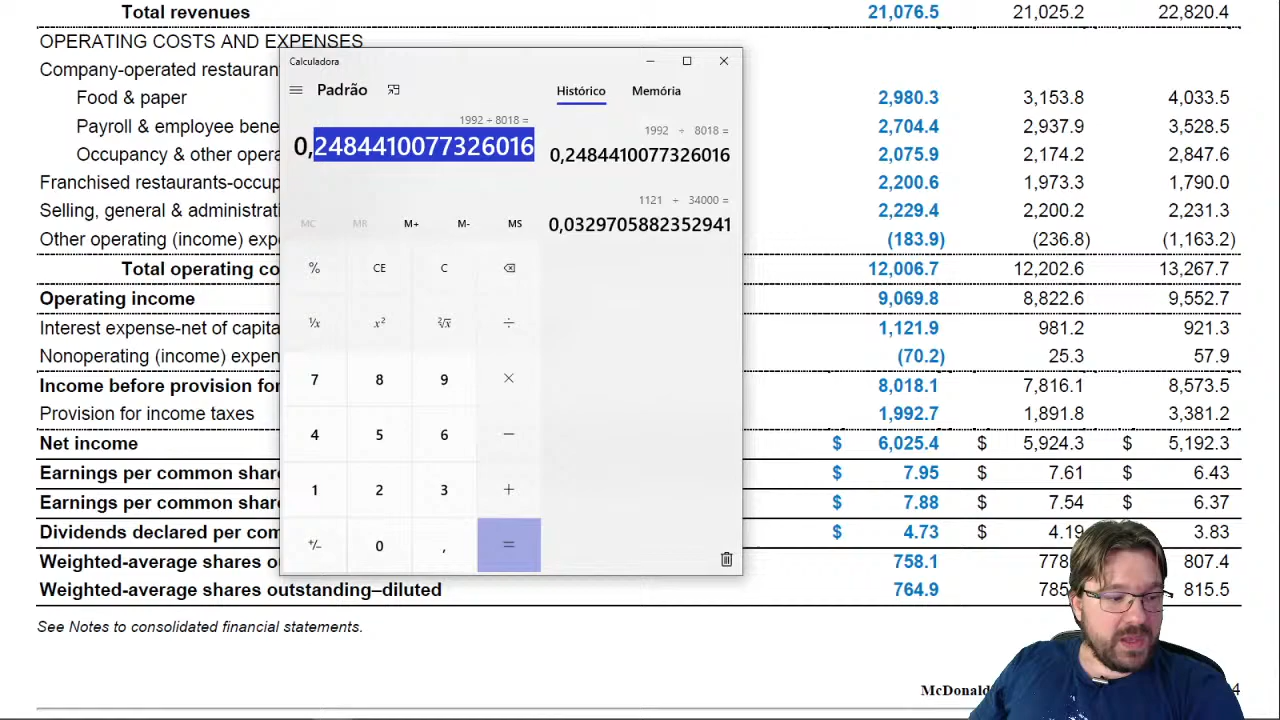 Total revenues 21,076.5 21,025.2 22,820.4
OPERATING COSTS AND EXPENSES
Company-operated restauran
Food & paper 2,980.3 3,153.8 4,033.5
Payroll & employee bene 2,704.4 2,937.9 3,528.5
Occupancy & other opera 2,075.9 2,174.2 2,847.6
Franchised restaurants-occup 2,200.6 1,973.3 1,790.0
Selling, general & administrati 2,229.4 2,200.2 2,231.3
Other operating (income) exp (183.9) (236.8) (1,163.2)
Total operating co 12,006.7 12,202.6 13,267.7
Operating income 9,069.8 8,822.6 9,552.7
Interest expense-net of capita 1,121.9 981.2 921.3
Nonoperating (income) expen (70.2) 25.3 57.9
Income before provision for 8,018.1 7,816.1 8,573.5
Provision for income taxes 1,992.7 1,891.8 3,381.2
Net income $ 6,025.4 $ 5,924.3 $ 5,192.3
Earnings per common shar $ 7.95 $ 7.61 $ 6.43
Earnings per common shar $ 7.88 $ 7.54 $ 6.37
Dividends declared per com $ 4.73 $ 4.19 $ 3.83
Weighted-average shares o 758.1 778 807.4
Weighted-average shares outstanding–diluted 764.9 785 815.5
See Notes to consolidated financial statements.
McDonald
Calculadora
Padrão
1992 ÷ 8018 =
0,2484410077326016
MC MR M+ M- MS
% CE C
¹/x x² ²√x ÷
7 8 9 ×
4 5 6 −
1 2 3 +
+/− 0 , =
Histórico Memória
1992 ÷ 8018 =
0,2484410077326016
1121 ÷ 34000 =
0,0329705882352941